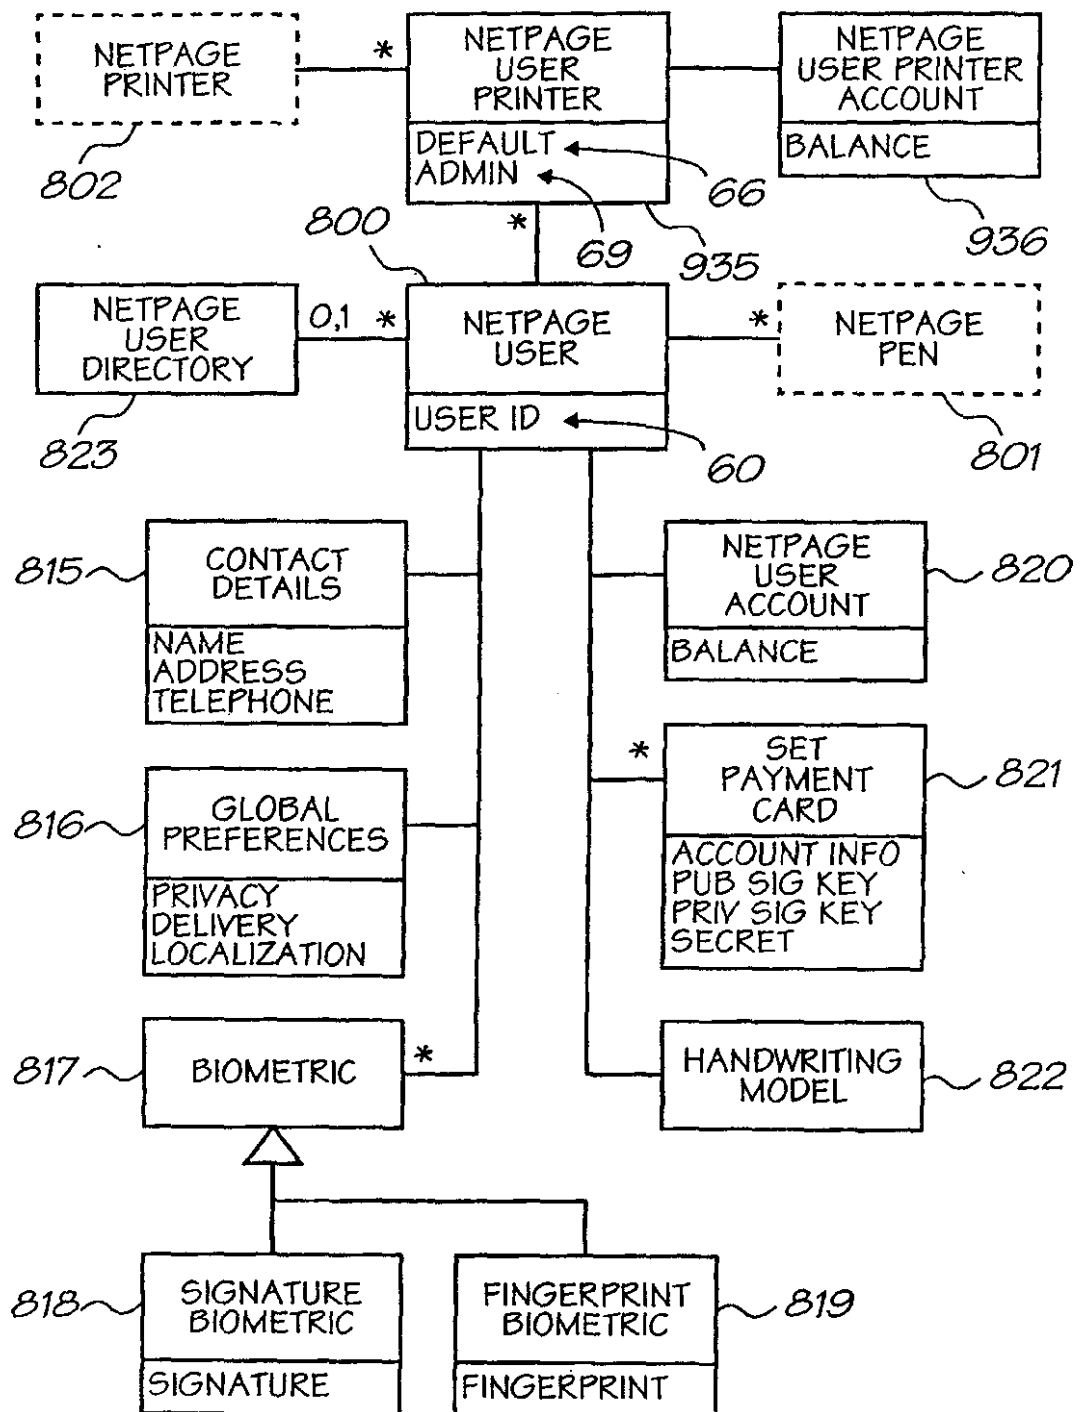 NETPAGE
PRINTER
802
*
NETPAGE
USER
PRINTER
DEFAULT
ADMIN
66
69
935
NETPAGE
USER PRINTER
ACCOUNT
BALANCE
936
*
800
NETPAGE
USER
DIRECTORY
823
0,1
*
NETPAGE
USER
USER ID
60
*
NETPAGE
PEN
801
815
CONTACT
DETAILS
NAME
ADDRESS
TELEPHONE
NETPAGE
USER
ACCOUNT
BALANCE
820
816
GLOBAL
PREFERENCES
PRIVACY
DELIVERY
LOCALIZATION
*
SET
PAYMENT
CARD
ACCOUNT INFO
PUB SIG KEY
PRIV SIG KEY
SECRET
821
817
BIOMETRIC
*
HANDWRITING
MODEL
822
818
SIGNATURE
BIOMETRIC
SIGNATURE
FINGERPRINT
BIOMETRIC
FINGERPRINT
819